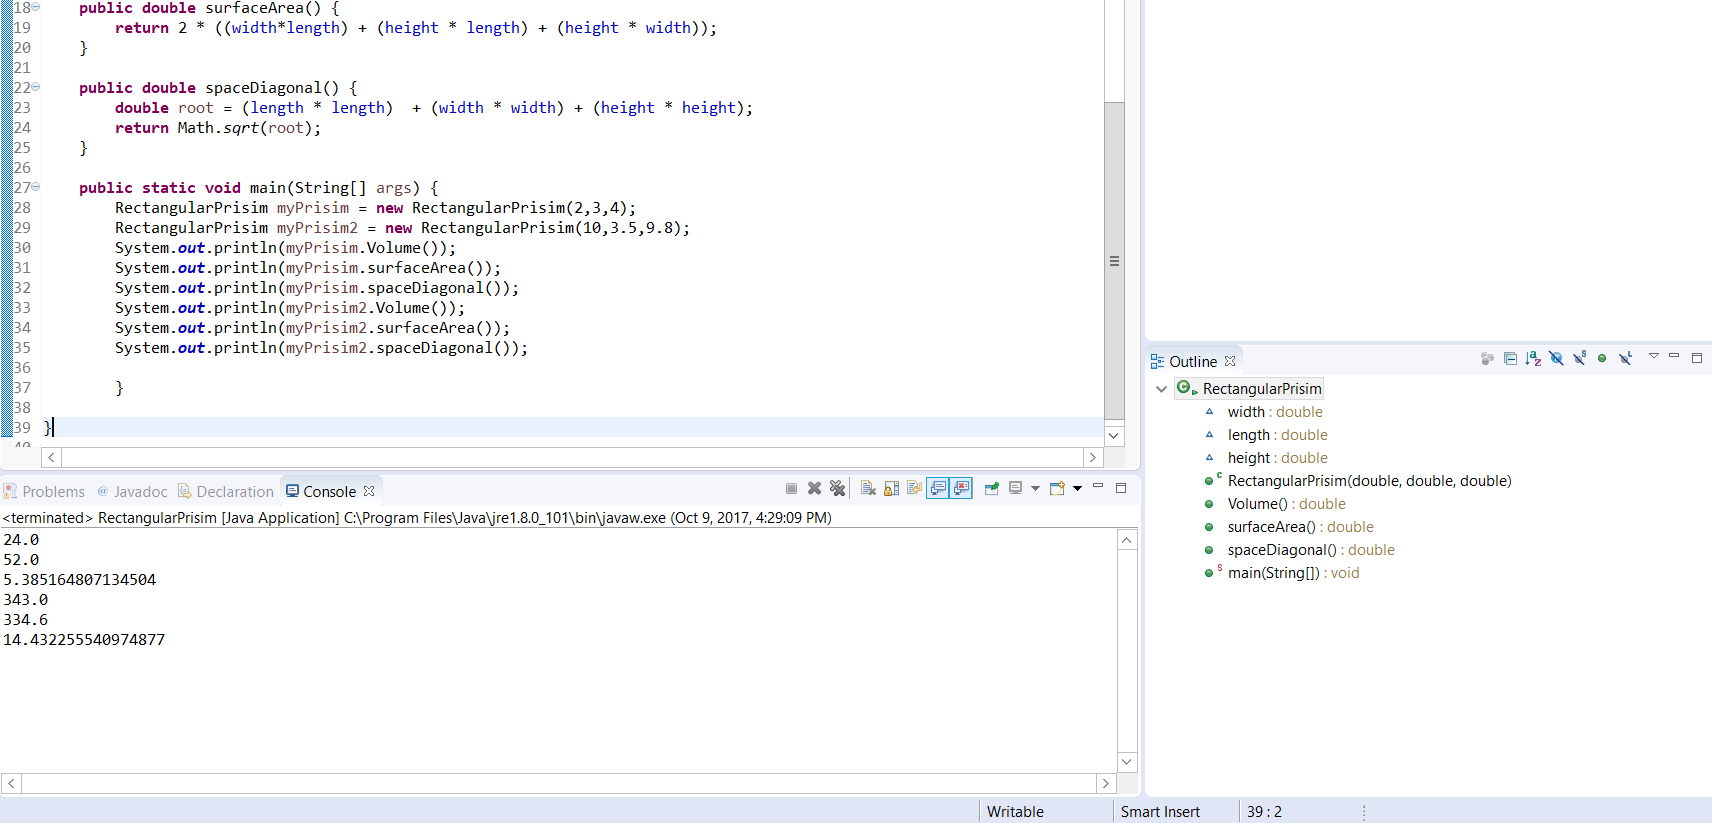 18 public double surfaceArea() {
19 return 2 * ((width*length) + (height * length) + (height * width));
20 }
21
22 public double spaceDiagonal() {
23 double root = (length * length)  + (width * width) + (height * height);
24 return Math.sqrt(root);
25 }
26
27 public static void main(String[] args) {
28 RectangularPrisim myPrisim = new RectangularPrisim(2,3,4);
29 RectangularPrisim myPrisim2 = new RectangularPrisim(10,3.5,9.8);
30 System.out.println(myPrisim.Volume());
31 System.out.println(myPrisim.surfaceArea());
32 System.out.println(myPrisim.spaceDiagonal());
33 System.out.println(myPrisim2.Volume());
34 System.out.println(myPrisim2.surfaceArea());
35 System.out.println(myPrisim2.spaceDiagonal());
36
37 }
38
39 }
40
Problems @ Javadoc Declaration Console
<terminated> RectangularPrisim [Java Application] C:\Program Files\Java\jre1.8.0_101\bin\javaw.exe (Oct 9, 2017, 4:29:09 PM)
24.0
52.0
5.385164807134504
343.0
334.6
14.432255540974877
Outline
RectangularPrisim
width : double
length : double
height : double
RectangularPrisim(double, double, double)
Volume() : double
surfaceArea() : double
spaceDiagonal() : double
main(String[]) : void
Writable Smart Insert 39 : 2